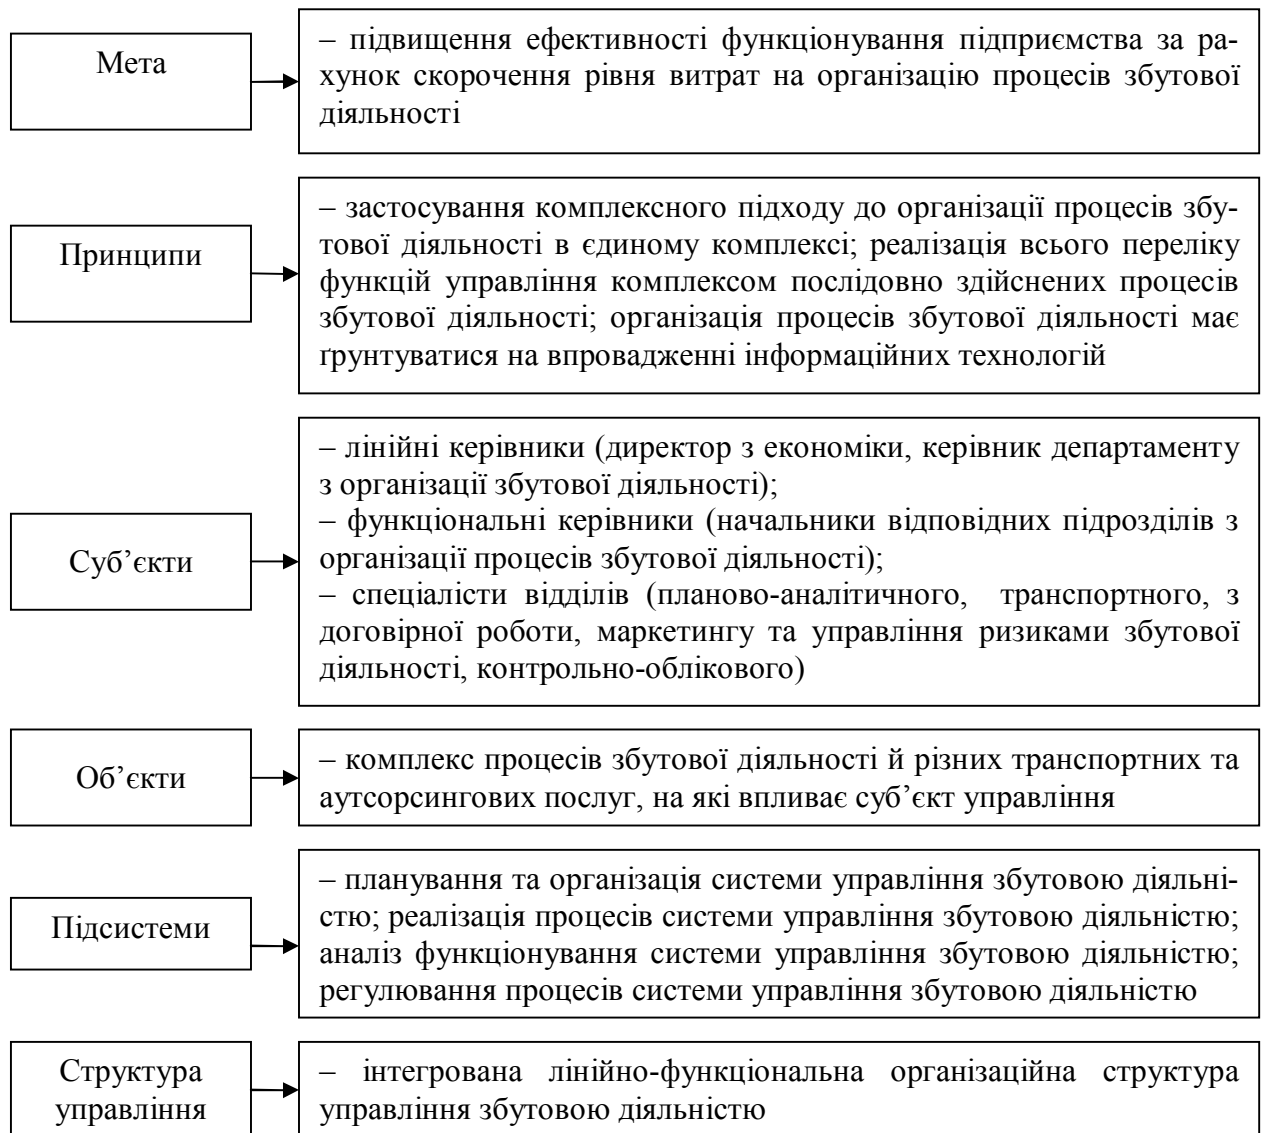 Мета
– підвищення ефективності функціонування підприємства за ра-
хунок скорочення рівня витрат на організацію процесів збутової
діяльності
Принципи
– застосування комплексного підходу до організації процесів збу-
тової діяльності в єдиному комплексі; реалізація всього переліку
функцій управління комплексом послідовно здійснених процесів
збутової діяльності; організація процесів збутової діяльності має
ґрунтуватися на впровадженні інформаційних технологій
Суб’єкти
– лінійні керівники (директор з економіки, керівник департаменту
з організації збутової діяльності);
– функціональні керівники (начальники відповідних підрозділів з
організації процесів збутової діяльності);
– спеціалісти відділів (планово-аналітичного, транспортного, з
договірної роботи, маркетингу та управління ризиками збутової
діяльності, контрольно-облікового)
Об’єкти
– комплекс процесів збутової діяльності й різних транспортних та
аутсорсингових послуг, на які впливає суб’єкт управління
Підсистеми
– планування та організація системи управління збутовою діяльні-
стю; реалізація процесів системи управління збутовою діяльністю;
аналіз функціонування системи управління збутовою діяльністю;
регулювання процесів системи управління збутовою діяльністю
Структура
управління
– інтегрована лінійно-функціональна організаційна структура
управління збутовою діяльністю